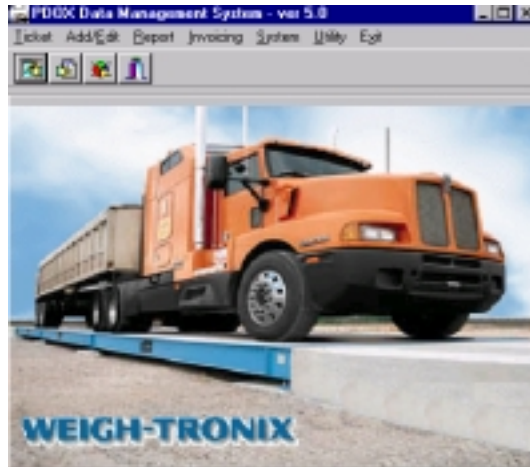 PDOX Data Management System - ver 5.0
Ticket Add/Edit Report Invoicing System Utility Exit
WEIGH-TRONIX